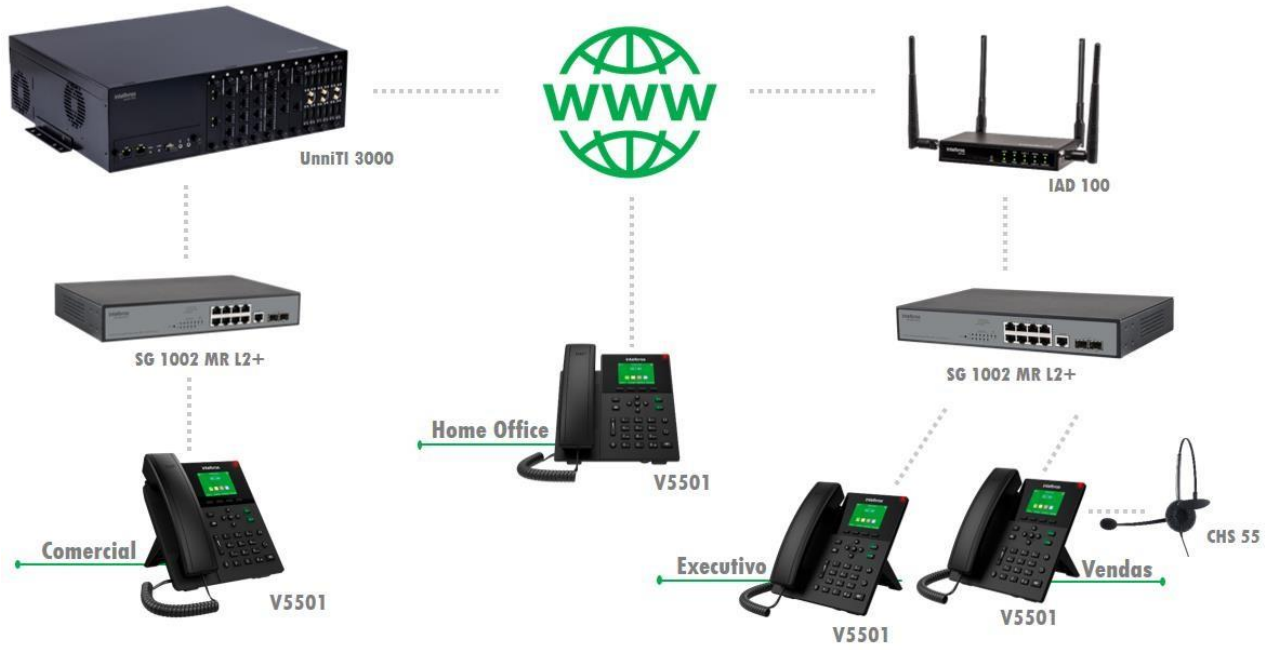 WWW
UnniTI 3000
IAD 100
SG 1002 MR L2+
SG 1002 MR L2+
Home Office
V5501
Comercial
V5501
Executivo
V5501
Vendas
V5501
CHS 55